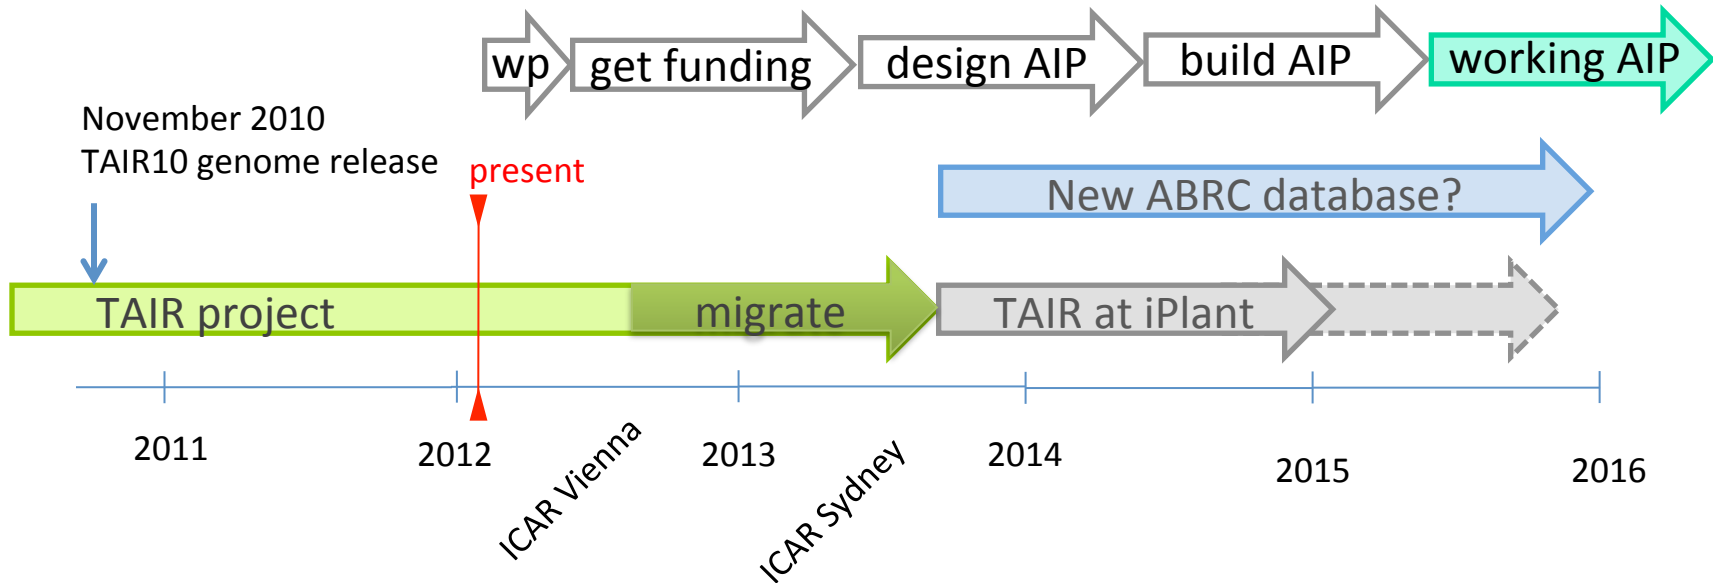 wp
get funding
design AIP
build AIP
working AIP
November 2010
TAIR10 genome release
present
New ABRC database?
TAIR project
migrate
TAIR at iPlant
2011
2012
2013
2014
2015
2016
ICAR Vienna
ICAR Sydney